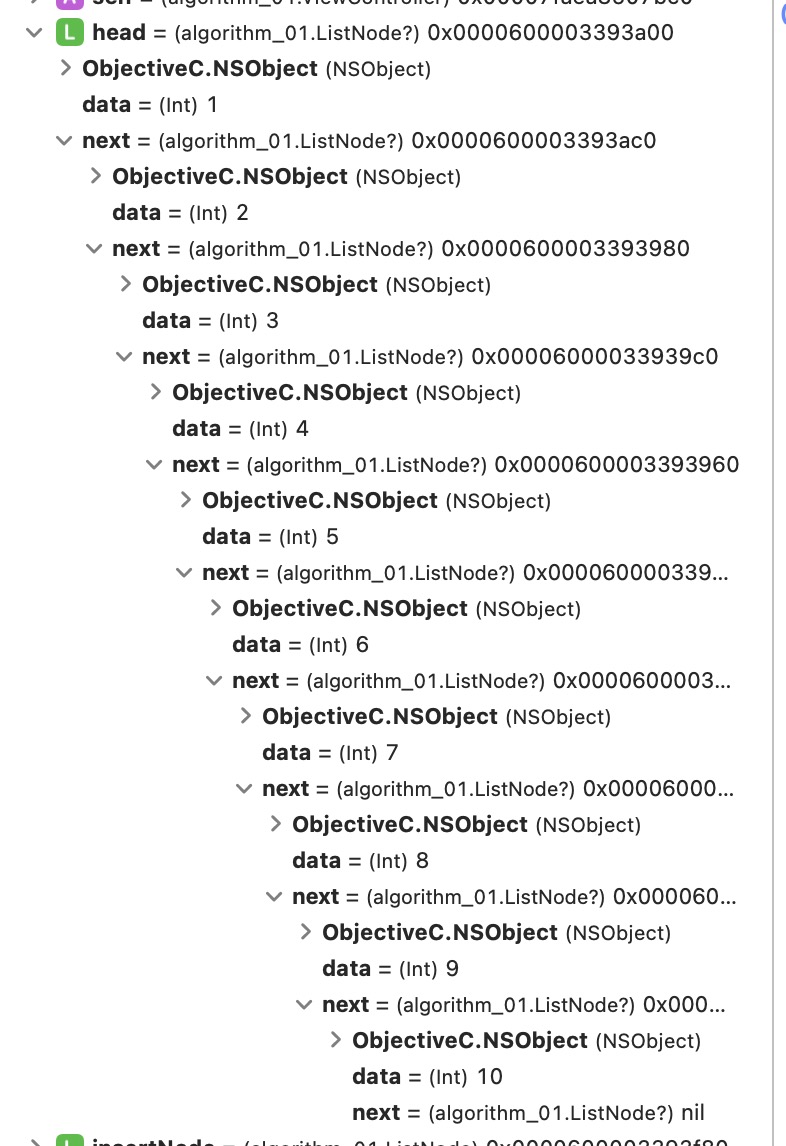 L head = (algorithm_01.ListNode?) 0x0000600003393a00
ObjectiveC.NSObject (NSObject)
data = (Int) 1
next = (algorithm_01.ListNode?) 0x0000600003393ac0
ObjectiveC.NSObject (NSObject)
data = (Int) 2
next = (algorithm_01.ListNode?) 0x0000600003393980
ObjectiveC.NSObject (NSObject)
data = (Int) 3
next = (algorithm_01.ListNode?) 0x00006000033939c0
ObjectiveC.NSObject (NSObject)
data = (Int) 4
next = (algorithm_01.ListNode?) 0x0000600003393960
ObjectiveC.NSObject (NSObject)
data = (Int) 5
next = (algorithm_01.ListNode?) 0x000060000339...
ObjectiveC.NSObject (NSObject)
data = (Int) 6
next = (algorithm_01.ListNode?) 0x0000600003...
ObjectiveC.NSObject (NSObject)
data = (Int) 7
next = (algorithm_01.ListNode?) 0x00006000...
ObjectiveC.NSObject (NSObject)
data = (Int) 8
next = (algorithm_01.ListNode?) 0x000060...
ObjectiveC.NSObject (NSObject)
data = (Int) 9
next = (algorithm_01.ListNode?) 0x000...
ObjectiveC.NSObject (NSObject)
data = (Int) 10
next = (algorithm_01.ListNode?) nil